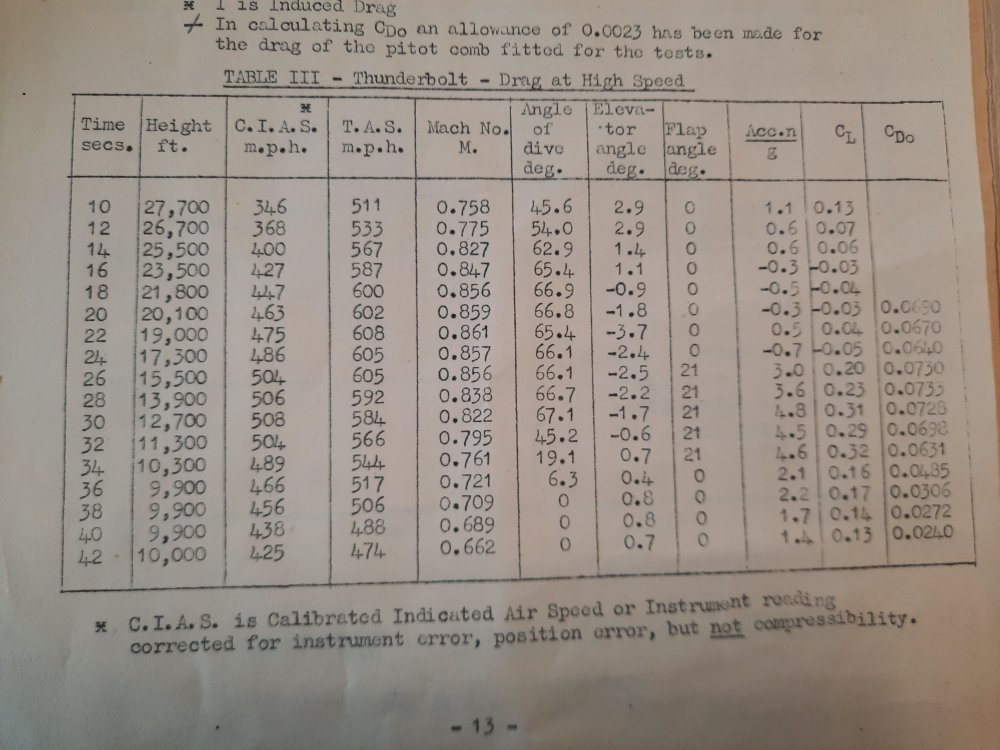 * I is Induced Drag
+ In calculating CDo an allowance of 0.0023 has been made for
the drag of the pitot comb fitted for the tests.
TABLE III - Thunderbolt - Drag at High Speed
Time secs. Height ft. C.I.A.S.* m.p.h. T.A.S. m.p.h. Mach No. M. Angle of dive deg. Eleva-tor angle deg. Flap angle deg. Acc.n g CL CDo
10 27,700 346 511 0.758 45.6 2.9 0 1.1 0.13
12 26,700 368 533 0.775 54.0 2.9 0 0.6 0.07
14 25,500 400 567 0.827 62.9 1.4 0 0.6 0.06
16 23,500 427 587 0.847 65.4 1.1 0 -0.3 -0.03
18 21,800 447 600 0.856 66.9 -0.9 0 -0.5 -0.04
20 20,100 463 602 0.859 66.8 -1.8 0 -0.3 -0.03 0.0690
22 19,000 475 608 0.861 65.4 -3.7 0 0.5 0.04 0.0670
24 17,300 486 605 0.857 66.1 -2.4 0 -0.7 -0.05 0.0640
26 15,500 504 605 0.856 66.1 -2.5 21 3.0 0.20 0.0730
28 13,900 506 592 0.838 66.7 -2.2 21 3.6 0.23 0.0735
30 12,700 508 584 0.822 67.1 -1.7 21 4.8 0.31 0.0728
32 11,300 504 566 0.795 45.2 -0.6 21 4.5 0.29 0.0698
34 10,300 489 544 0.761 19.1 0.7 21 4.6 0.32 0.0631
36 9,900 466 517 0.721 6.3 0.4 0 2.1 0.16 0.0485
38 9,900 456 506 0.709 0 0.8 0 2.2 0.17 0.0306
40 9,900 438 488 0.689 0 0.8 0 1.7 0.14 0.0272
42 10,000 425 474 0.662 0 0.7 0 1.4 0.13 0.0240
* C.I.A.S. is Calibrated Indicated Air Speed or Instrument reading
corrected for instrument error, position error, but not compressibility.
- 13 -